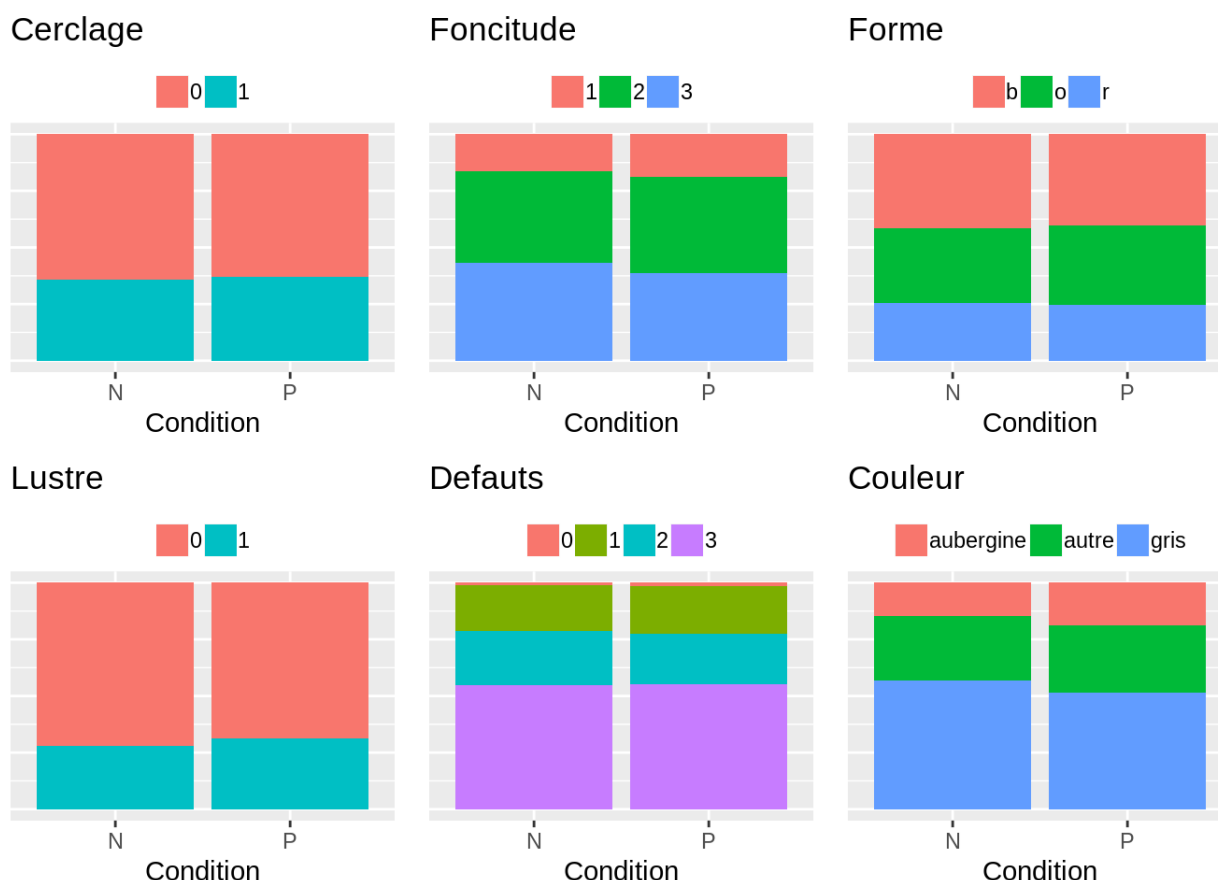 Cerclage
0 1
N P
Condition
Foncitude
1 2 3
N P
Condition
Forme
b o r
N P
Condition
Lustre
0 1
N P
Condition
Defauts
0 1 2 3
N P
Condition
Couleur
aubergine autre gris
N P
Condition